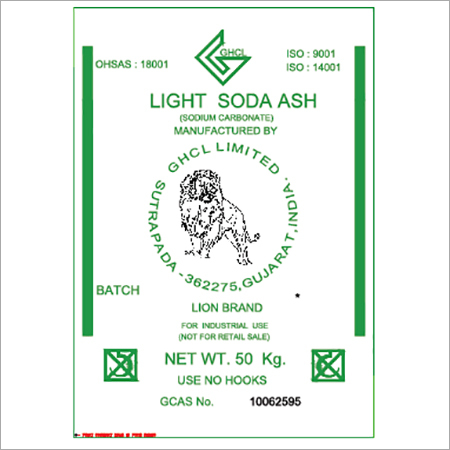 GHCL
OHSAS : 18001
ISO : 9001
ISO : 14001
LIGHT SODA ASH
(SODIUM CARBONATE)
MANUFACTURED BY
GHCL LIMITED.
SUTRAPADA-362275,GUJARAT,INDIA.
BATCH
*
LION BRAND
FOR INDUSTRIAL USE
(NOT FOR RETAIL SALE)
NET WT. 50 Kg.
USE NO HOOKS
GCAS No. 10062595